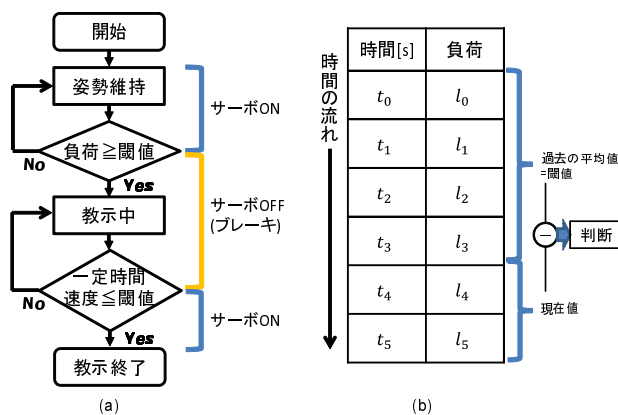 開始
姿勢維持
負荷≧閾値
No
Yes
教示中
一定時間
速度≦閾値
No
Yes
教示終了
サーボON
サーボOFF
(ブレーキ)
サーボON
(a)
時間の流れ
時間[s] 負荷
t₀ l₀
t₁ l₁
t₂ l₂
t₃ l₃
t₄ l₄
t₅ l₅
過去の平均値
=閾値
−
判断
現在値
(b)